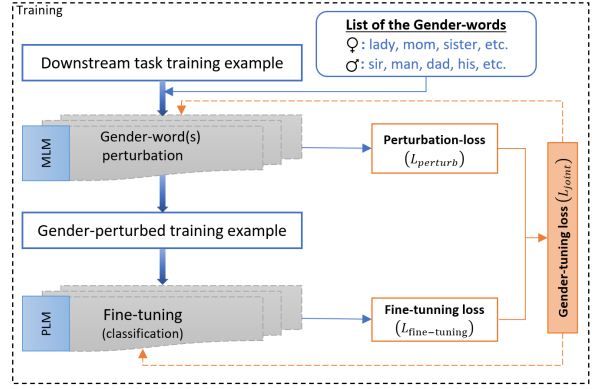 Training
List of the Gender-words
♀: lady, mom, sister, etc.
♂: sir, man, dad, his, etc.
Downstream task training example
MLM
Gender-word(s)
perturbation
Perturbation-loss
(L_perturb)
Gender-perturbed training example
PLM
Fine-tuning
(classification)
Fine-tunning loss
(L_fine−tuning)
Gender-tuning loss (L_joint)